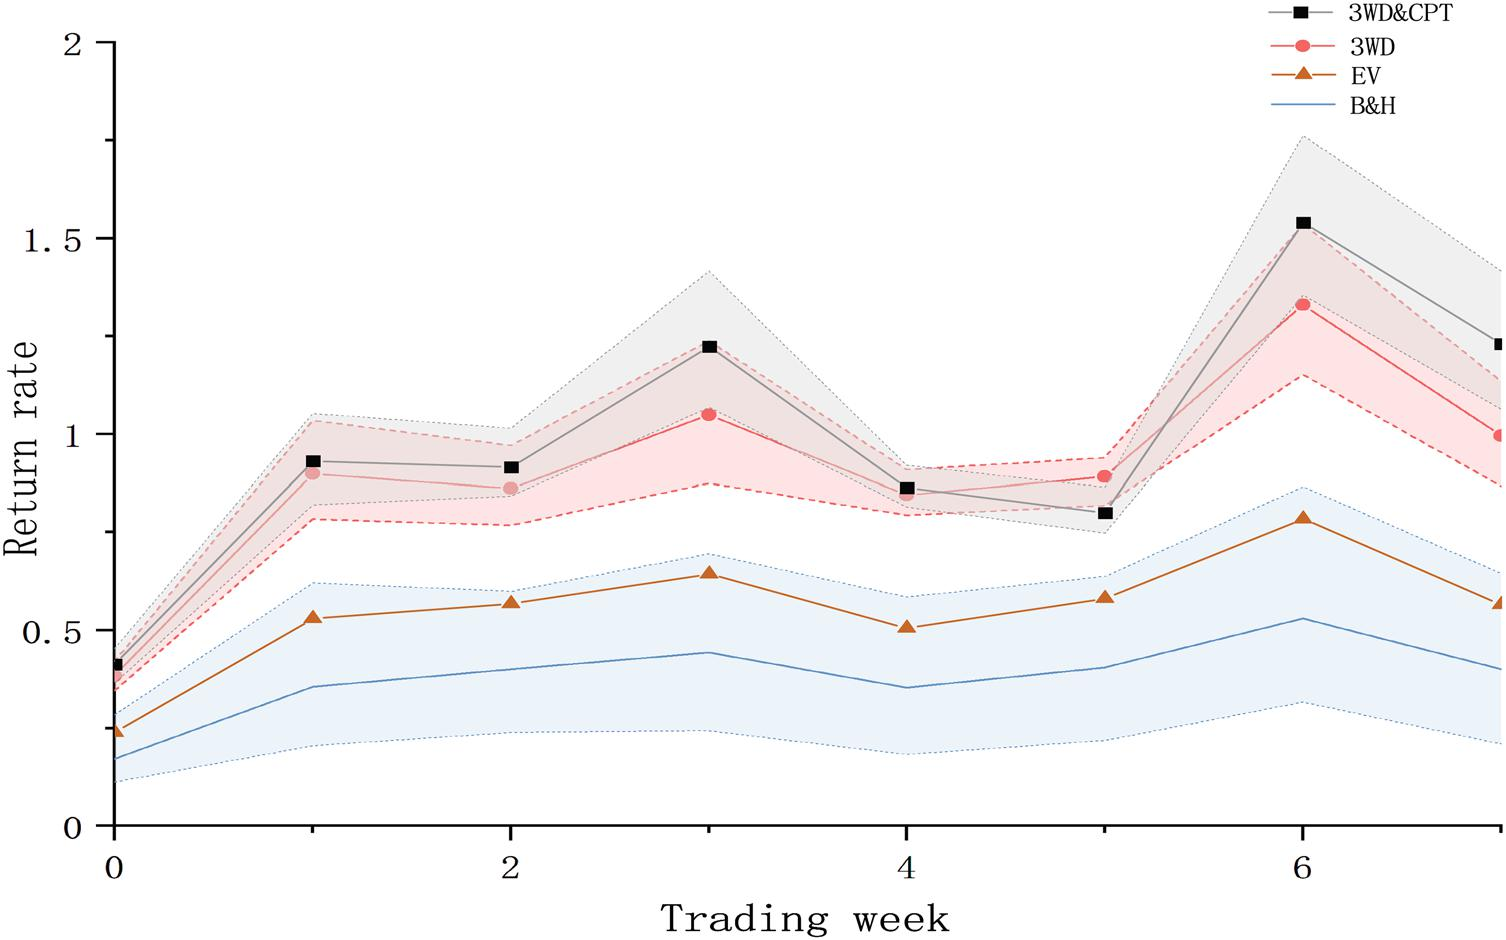 3WD&CPT
3WD
EV
B&H
2
1.5
1
0.5
0
Return rate
0 2 4 6
Trading week